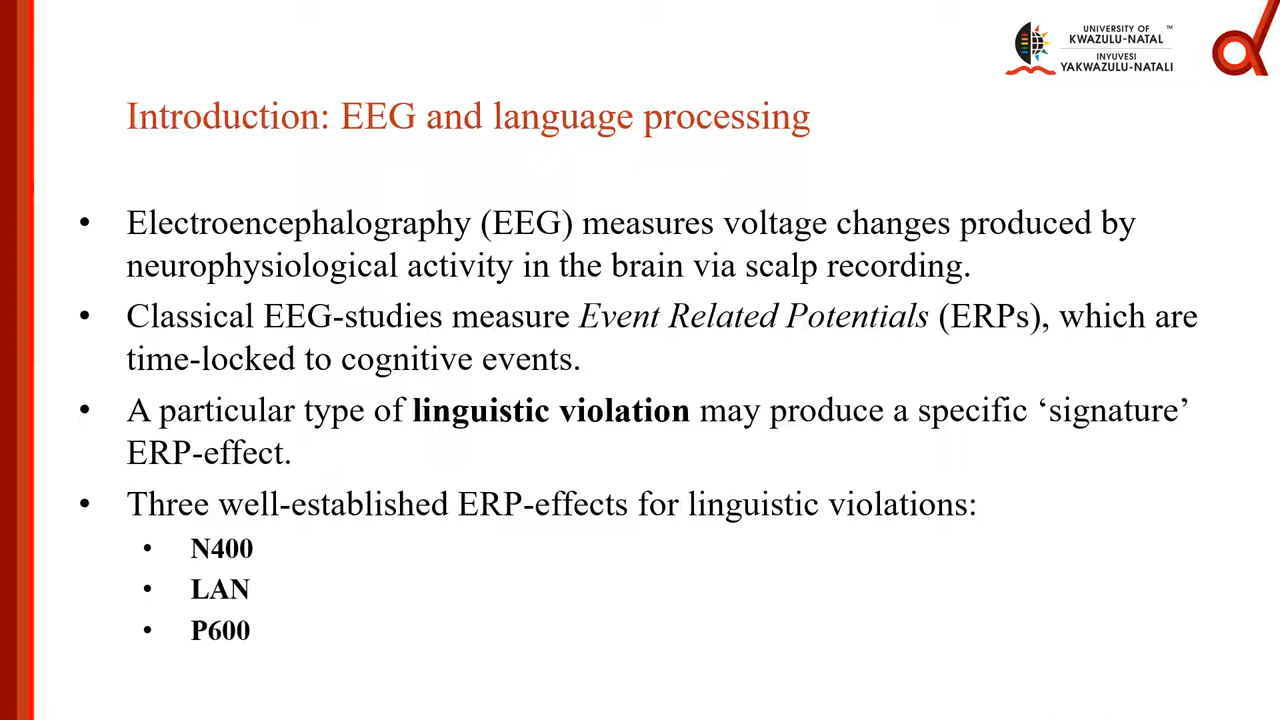 UNIVERSITY OF ™
KWAZULU-NATAL
INYUVESI
YAKWAZULU-NATALI
Introduction: EEG and language processing
• Electroencephalography (EEG) measures voltage changes produced by
neurophysiological activity in the brain via scalp recording.
• Classical EEG-studies measure Event Related Potentials (ERPs), which are
time-locked to cognitive events.
• A particular type of linguistic violation may produce a specific ‘signature’
ERP-effect.
• Three well-established ERP-effects for linguistic violations:
• N400
• LAN
• P600